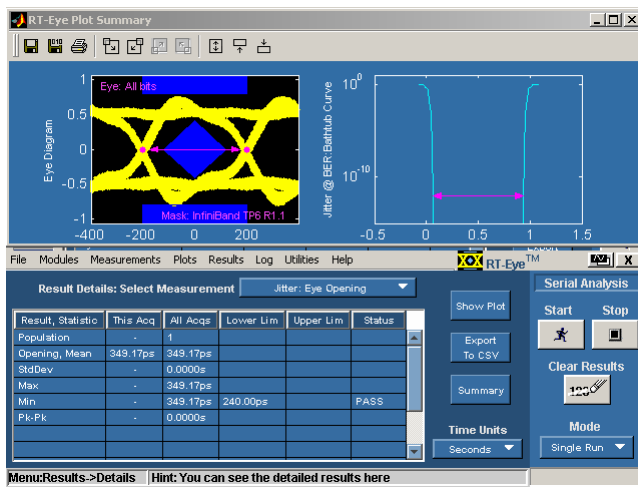 RT-Eye Plot Summary
Eye: All bits
Mask: InfiniBand TP6 R1.1
Eye Diagram
1
0.5
0
-0.5
-1
-400 -200 0 200
Jitter @ BER:Bathtub Curve
10^0
10^-10
-0.5 0 0.5 1 1.5
File Modules Measurements Plots Results Log Utilities Help
RT-Eye™
X
Result Details: Select Measurement
Jitter: Eye Opening
Result, Statistic This Acq All Acqs Lower Lim Upper Lim Status
Population - 1
Opening, Mean 349.17ps 349.17ps
StdDev - 0.0000s
Max - 349.17ps
Min - 349.17ps 240.00ps PASS
Pk-Pk - 0.0000s
Show Plot
Export
To CSV
Summary
Time Units
Seconds
Serial Analysis
Start Stop
Clear Results
123
Mode
Single Run
Menu:Results->Details Hint: You can see the detailed results here